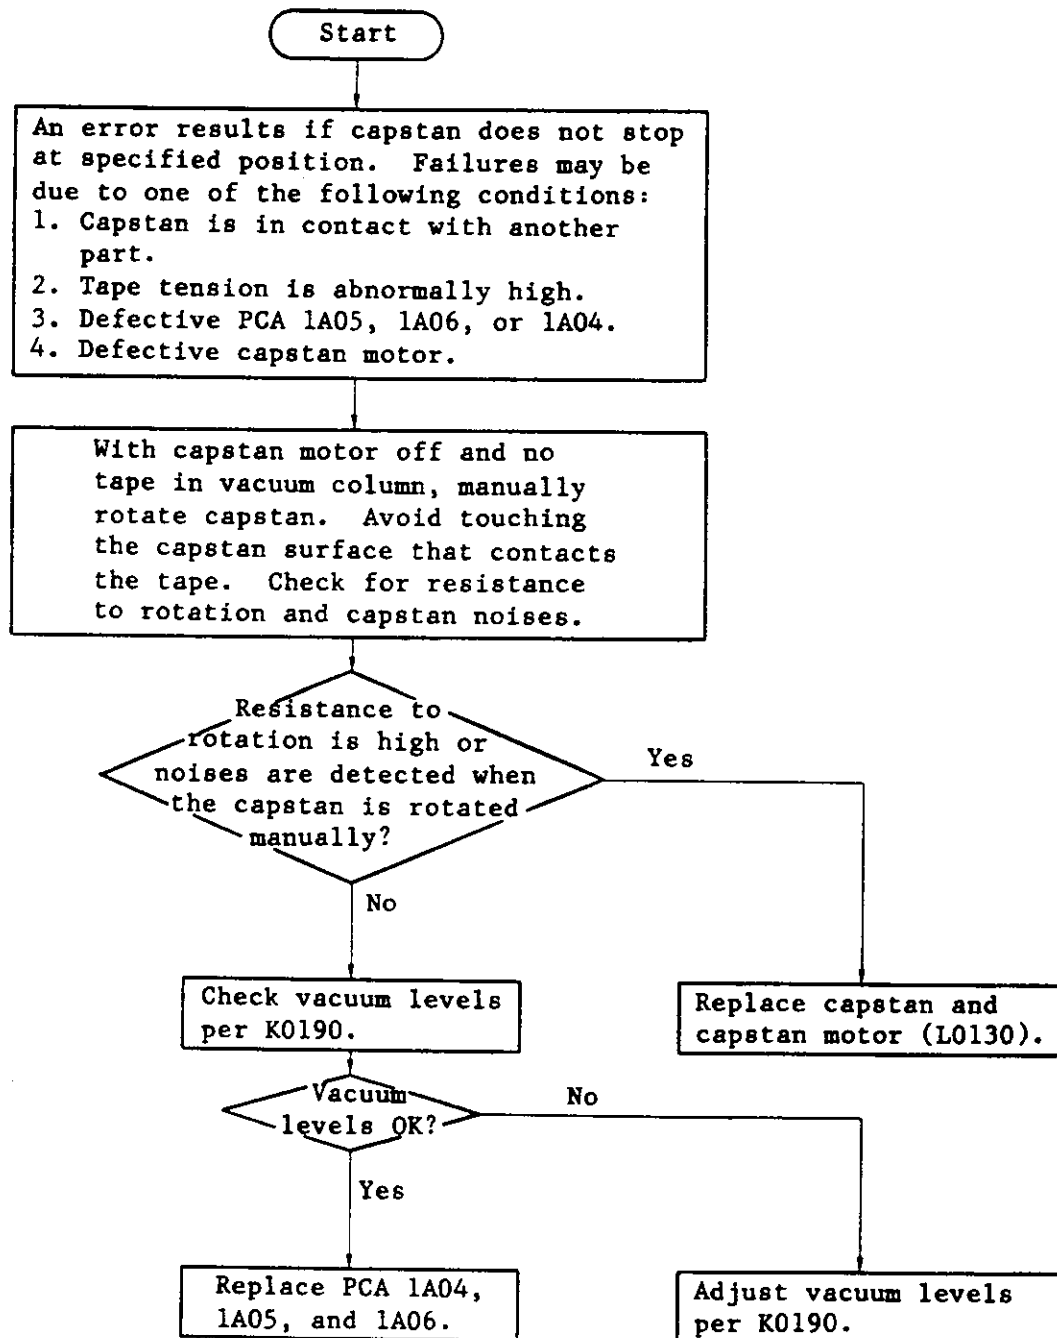 Start
An error results if capstan does not stop
at specified position. Failures may be
due to one of the following conditions:
1. Capstan is in contact with another
part.
2. Tape tension is abnormally high.
3. Defective PCA 1A05, 1A06, or 1A04.
4. Defective capstan motor.
With capstan motor off and no
tape in vacuum column, manually
rotate capstan. Avoid touching
the capstan surface that contacts
the tape. Check for resistance
to rotation and capstan noises.
Resistance to
rotation is high or
noises are detected when
the capstan is rotated
manually?
Yes
No
Check vacuum levels
per K0190.
Replace capstan and
capstan motor (L0130).
Vacuum
levels OK?
No
Yes
Replace PCA 1A04,
1A05, and 1A06.
Adjust vacuum levels
per K0190.